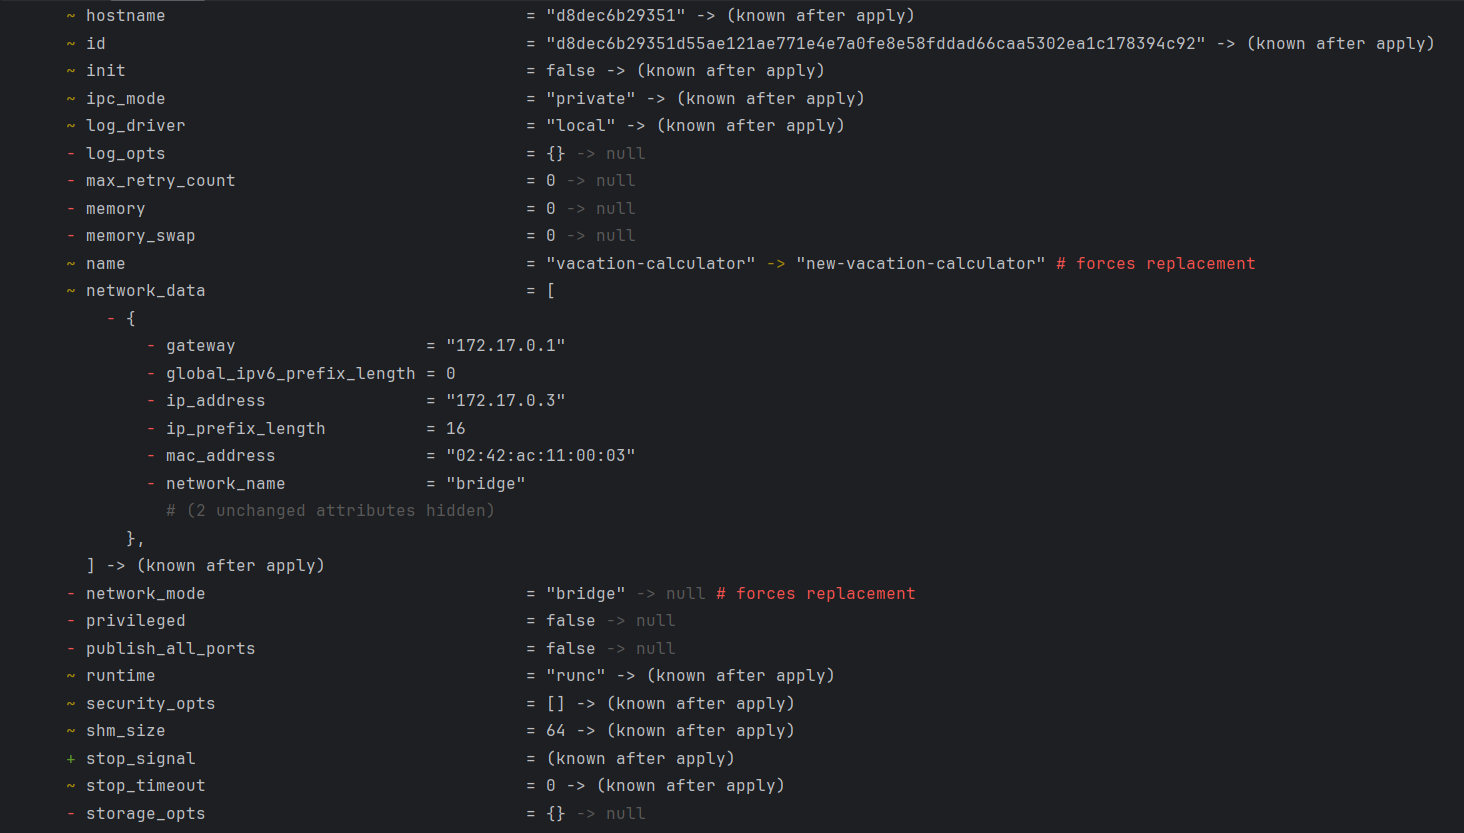 ~ hostname = "d8dec6b29351" -> (known after apply)
~ id = "d8dec6b29351d55ae121ae771e4e7a0fe8e58fddad66caa5302ea1c178394c92" -> (known after apply)
~ init = false -> (known after apply)
~ ipc_mode = "private" -> (known after apply)
~ log_driver = "local" -> (known after apply)
- log_opts = {} -> null
- max_retry_count = 0 -> null
- memory = 0 -> null
- memory_swap = 0 -> null
~ name = "vacation-calculator" -> "new-vacation-calculator" # forces replacement
~ network_data = [
- {
- gateway = "172.17.0.1"
- global_ipv6_prefix_length = 0
- ip_address = "172.17.0.3"
- ip_prefix_length = 16
- mac_address = "02:42:ac:11:00:03"
- network_name = "bridge"
# (2 unchanged attributes hidden)
},
] -> (known after apply)
- network_mode = "bridge" -> null # forces replacement
- privileged = false -> null
- publish_all_ports = false -> null
~ runtime = "runc" -> (known after apply)
~ security_opts = [] -> (known after apply)
~ shm_size = 64 -> (known after apply)
+ stop_signal = (known after apply)
~ stop_timeout = 0 -> (known after apply)
- storage_opts = {} -> null